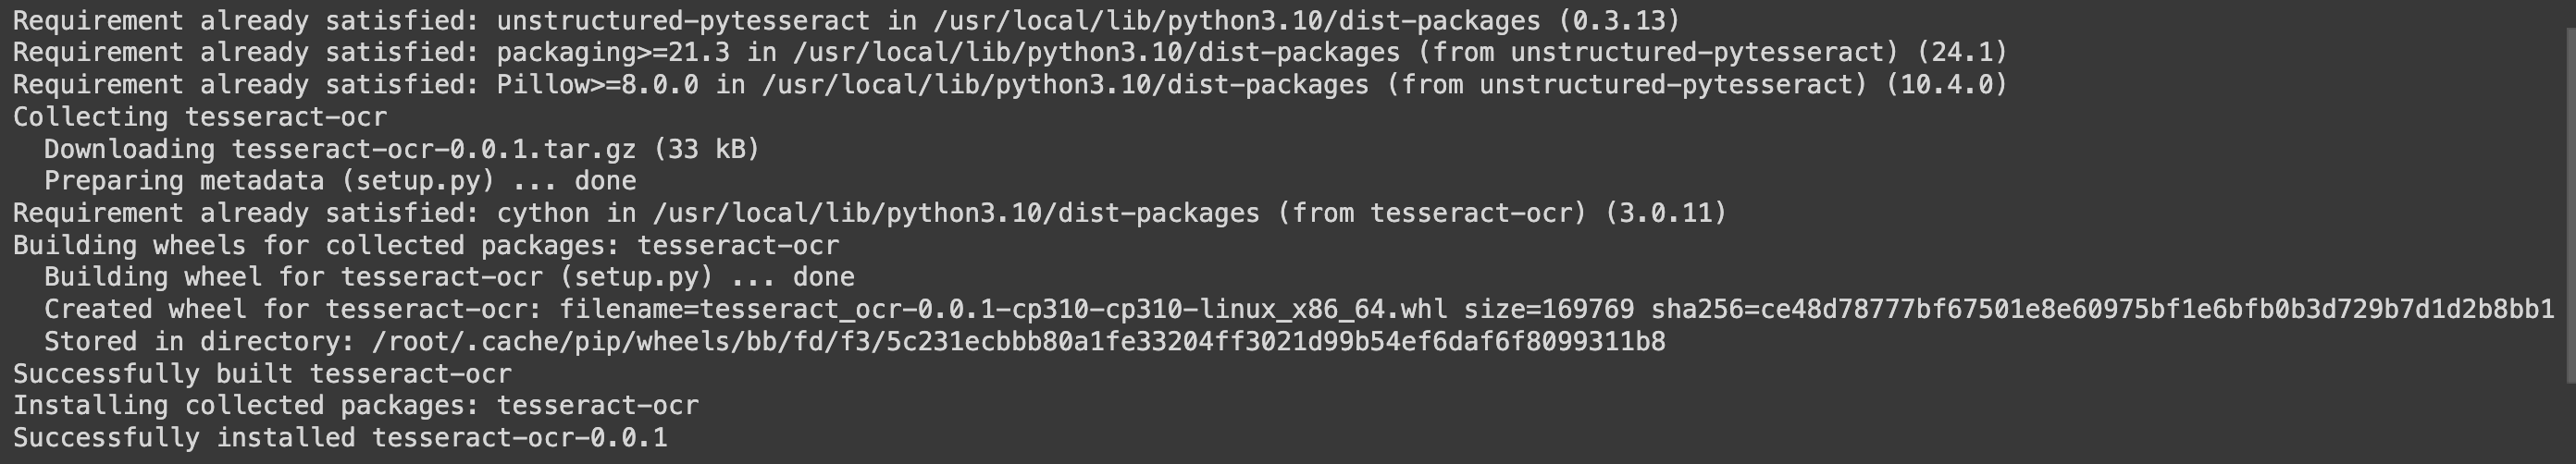 Requirement already satisfied: unstructured-pytesseract in /usr/local/lib/python3.10/dist-packages (0.3.13)
Requirement already satisfied: packaging>=21.3 in /usr/local/lib/python3.10/dist-packages (from unstructured-pytesseract) (24.1)
Requirement already satisfied: Pillow>=8.0.0 in /usr/local/lib/python3.10/dist-packages (from unstructured-pytesseract) (10.4.0)
Collecting tesseract-ocr
  Downloading tesseract-ocr-0.0.1.tar.gz (33 kB)
  Preparing metadata (setup.py) ... done
Requirement already satisfied: cython in /usr/local/lib/python3.10/dist-packages (from tesseract-ocr) (3.0.11)
Building wheels for collected packages: tesseract-ocr
  Building wheel for tesseract-ocr (setup.py) ... done
  Created wheel for tesseract-ocr: filename=tesseract_ocr-0.0.1-cp310-cp310-linux_x86_64.whl size=169769 sha256=ce48d78777bf67501e8e60975bf1e6bfb0b3d729b7d1d2b8bb1
  Stored in directory: /root/.cache/pip/wheels/bb/fd/f3/5c231ecbbb80a1fe33204ff3021d99b54ef6daf6f8099311b8
Successfully built tesseract-ocr
Installing collected packages: tesseract-ocr
Successfully installed tesseract-ocr-0.0.1